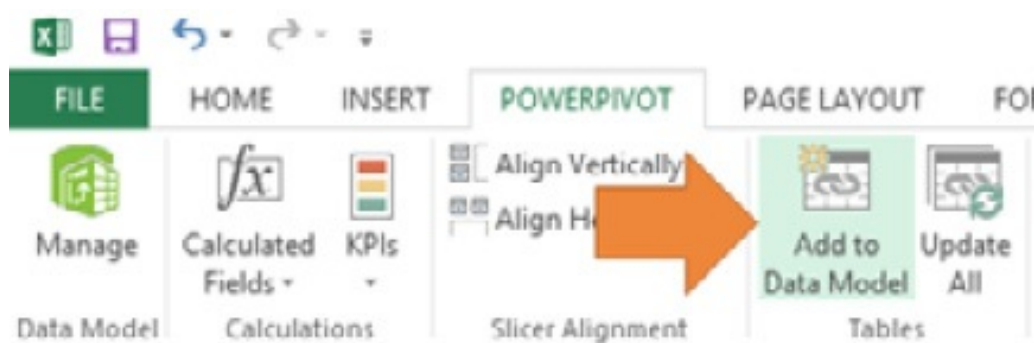 FILE HOME INSERT POWERPIVOT PAGE LAYOUT
Manage
Calculated
Fields
KPIs
Align Vertically
Align
Add to
Data Model
Update
All
Data Model Calculations Slicer Alignment Tables